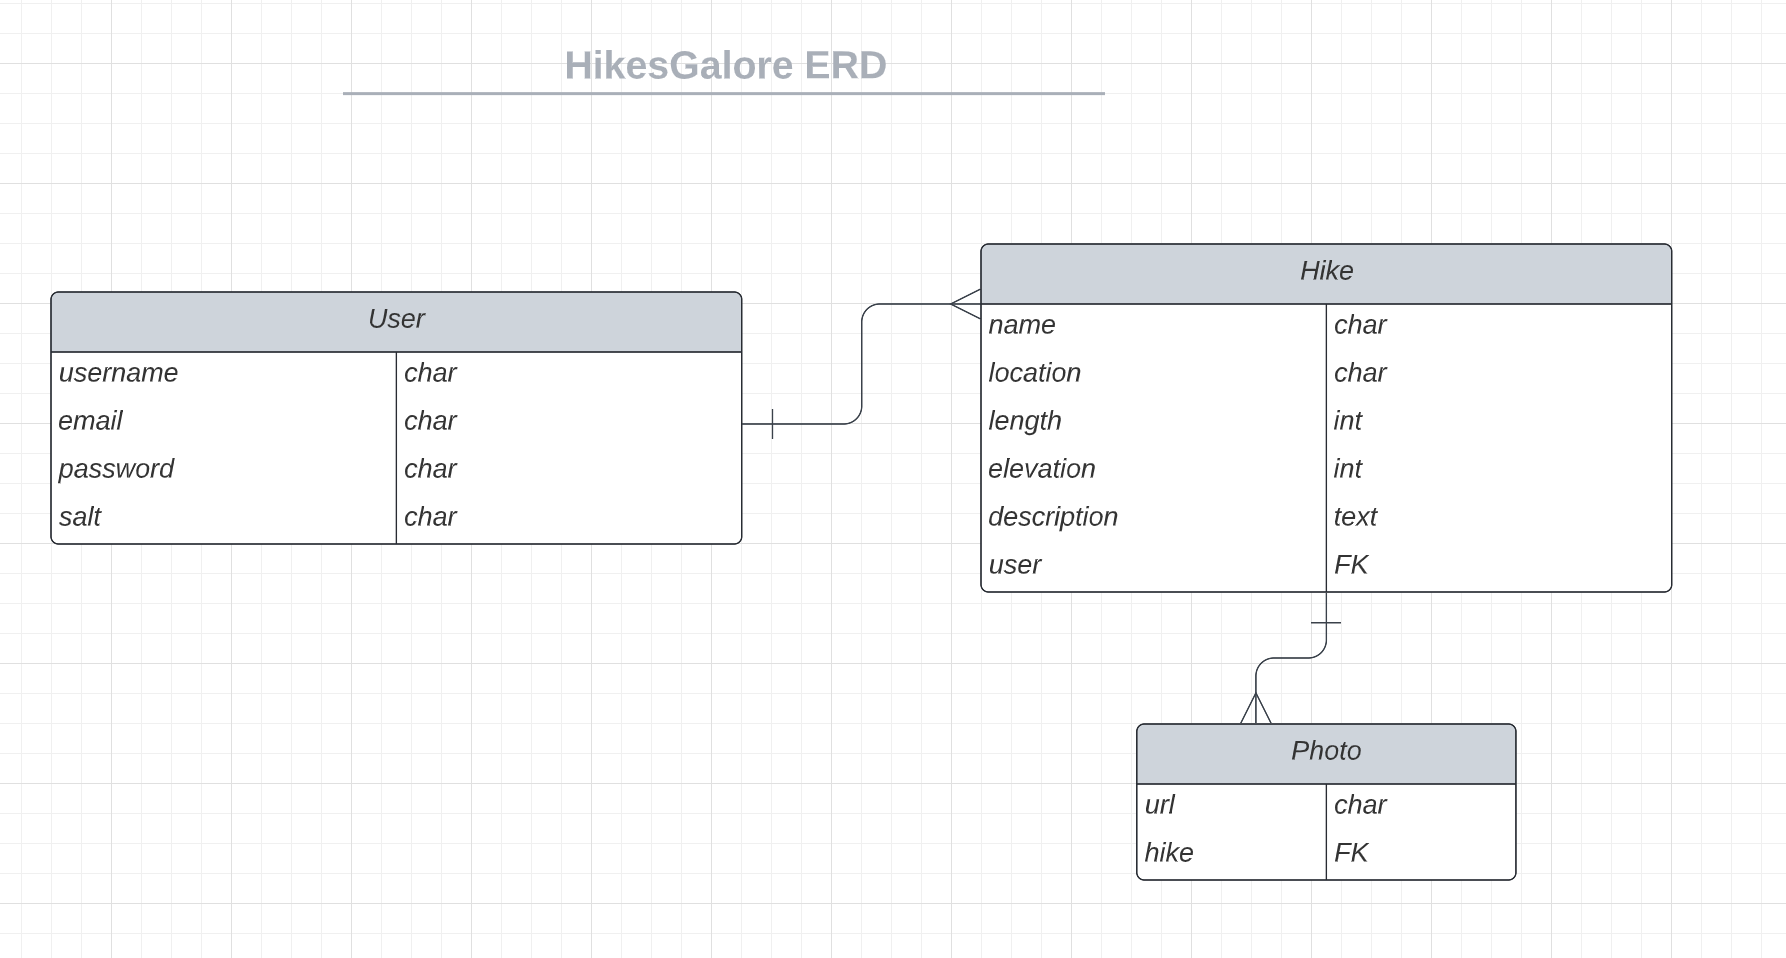 HikesGalore ERD
User
username char
email char
password char
salt char
Hike
name char
location char
length int
elevation int
description text
user FK
Photo
url char
hike FK